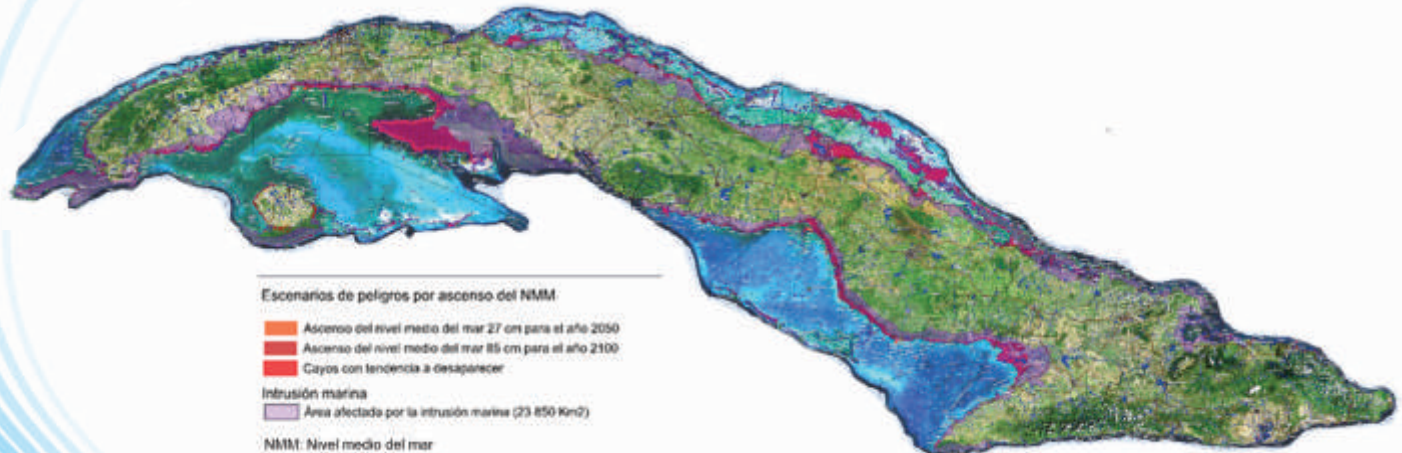 Escenarios de peligros por ascenso del NMM
Ascenso del nivel medio del mar 27 cm para el año 2050
Ascenso del nivel medio del mar 85 cm para el año 2100
Cayos con tendencia a desaparecer
Intrusión marina
Área afectada por la intrusión marina (23 850 Km2)
NMM: Nivel medio del mar